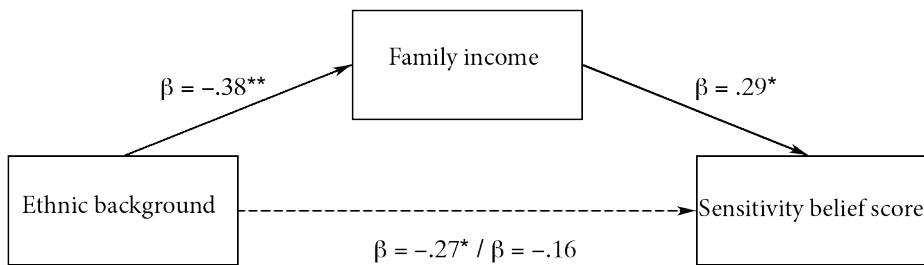 Family income
β = –.38**
β = .29*
Ethnic background
Sensitivity belief score
β = –.27* / β = –.16